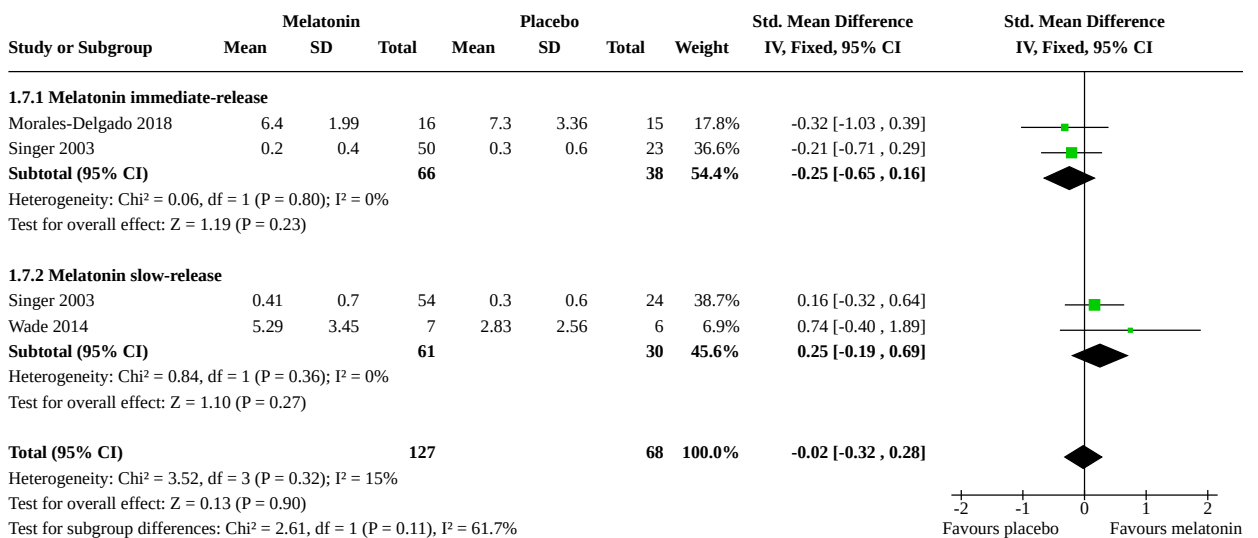 Melatonin Placebo Std. Mean Difference Std. Mean Difference
Study or Subgroup Mean SD Total Mean SD Total Weight IV, Fixed, 95% CI IV, Fixed, 95% CI
1.7.1 Melatonin immediate-release
Morales-Delgado 2018 6.4 1.99 16 7.3 3.36 15 17.8% -0.32 [-1.03 , 0.39]
Singer 2003 0.2 0.4 50 0.3 0.6 23 36.6% -0.21 [-0.71 , 0.29]
Subtotal (95% CI) 66 38 54.4% -0.25 [-0.65 , 0.16]
Heterogeneity: Chi² = 0.06, df = 1 (P = 0.80); I² = 0%
Test for overall effect: Z = 1.19 (P = 0.23)
1.7.2 Melatonin slow-release
Singer 2003 0.41 0.7 54 0.3 0.6 24 38.7% 0.16 [-0.32 , 0.64]
Wade 2014 5.29 3.45 7 2.83 2.56 6 6.9% 0.74 [-0.40 , 1.89]
Subtotal (95% CI) 61 30 45.6% 0.25 [-0.19 , 0.69]
Heterogeneity: Chi² = 0.84, df = 1 (P = 0.36); I² = 0%
Test for overall effect: Z = 1.10 (P = 0.27)
Total (95% CI) 127 68 100.0% -0.02 [-0.32 , 0.28]
Heterogeneity: Chi² = 3.52, df = 3 (P = 0.32); I² = 15%
Test for overall effect: Z = 0.13 (P = 0.90)
Test for subgroup differences: Chi² = 2.61, df = 1 (P = 0.11), I² = 61.7%
-2 -1 0 1 2
Favours placebo Favours melatonin